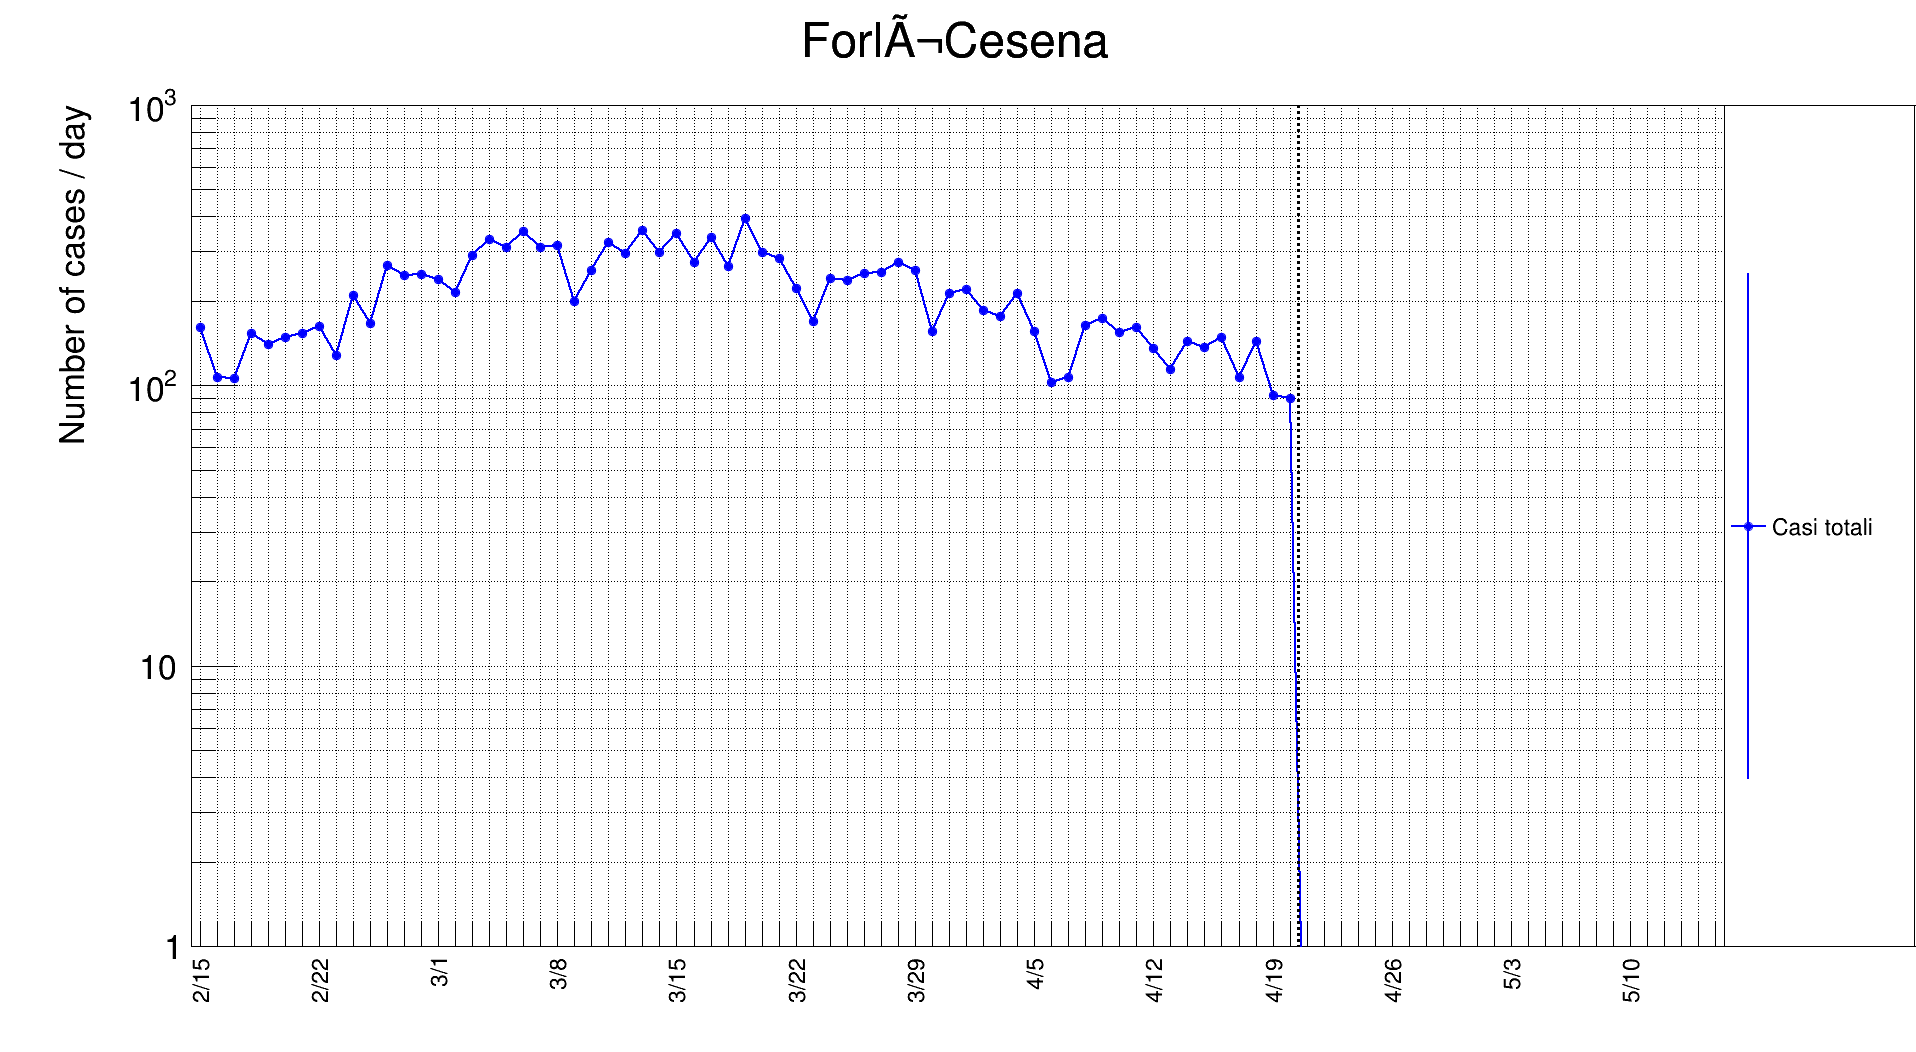 ForlÃ¬Cesena
Number of cases / day
10³
10²
10
1
2/15 2/22 3/1 3/8 3/15 3/22 3/29 4/5 4/12 4/19 4/26 5/3 5/10
Casi totali